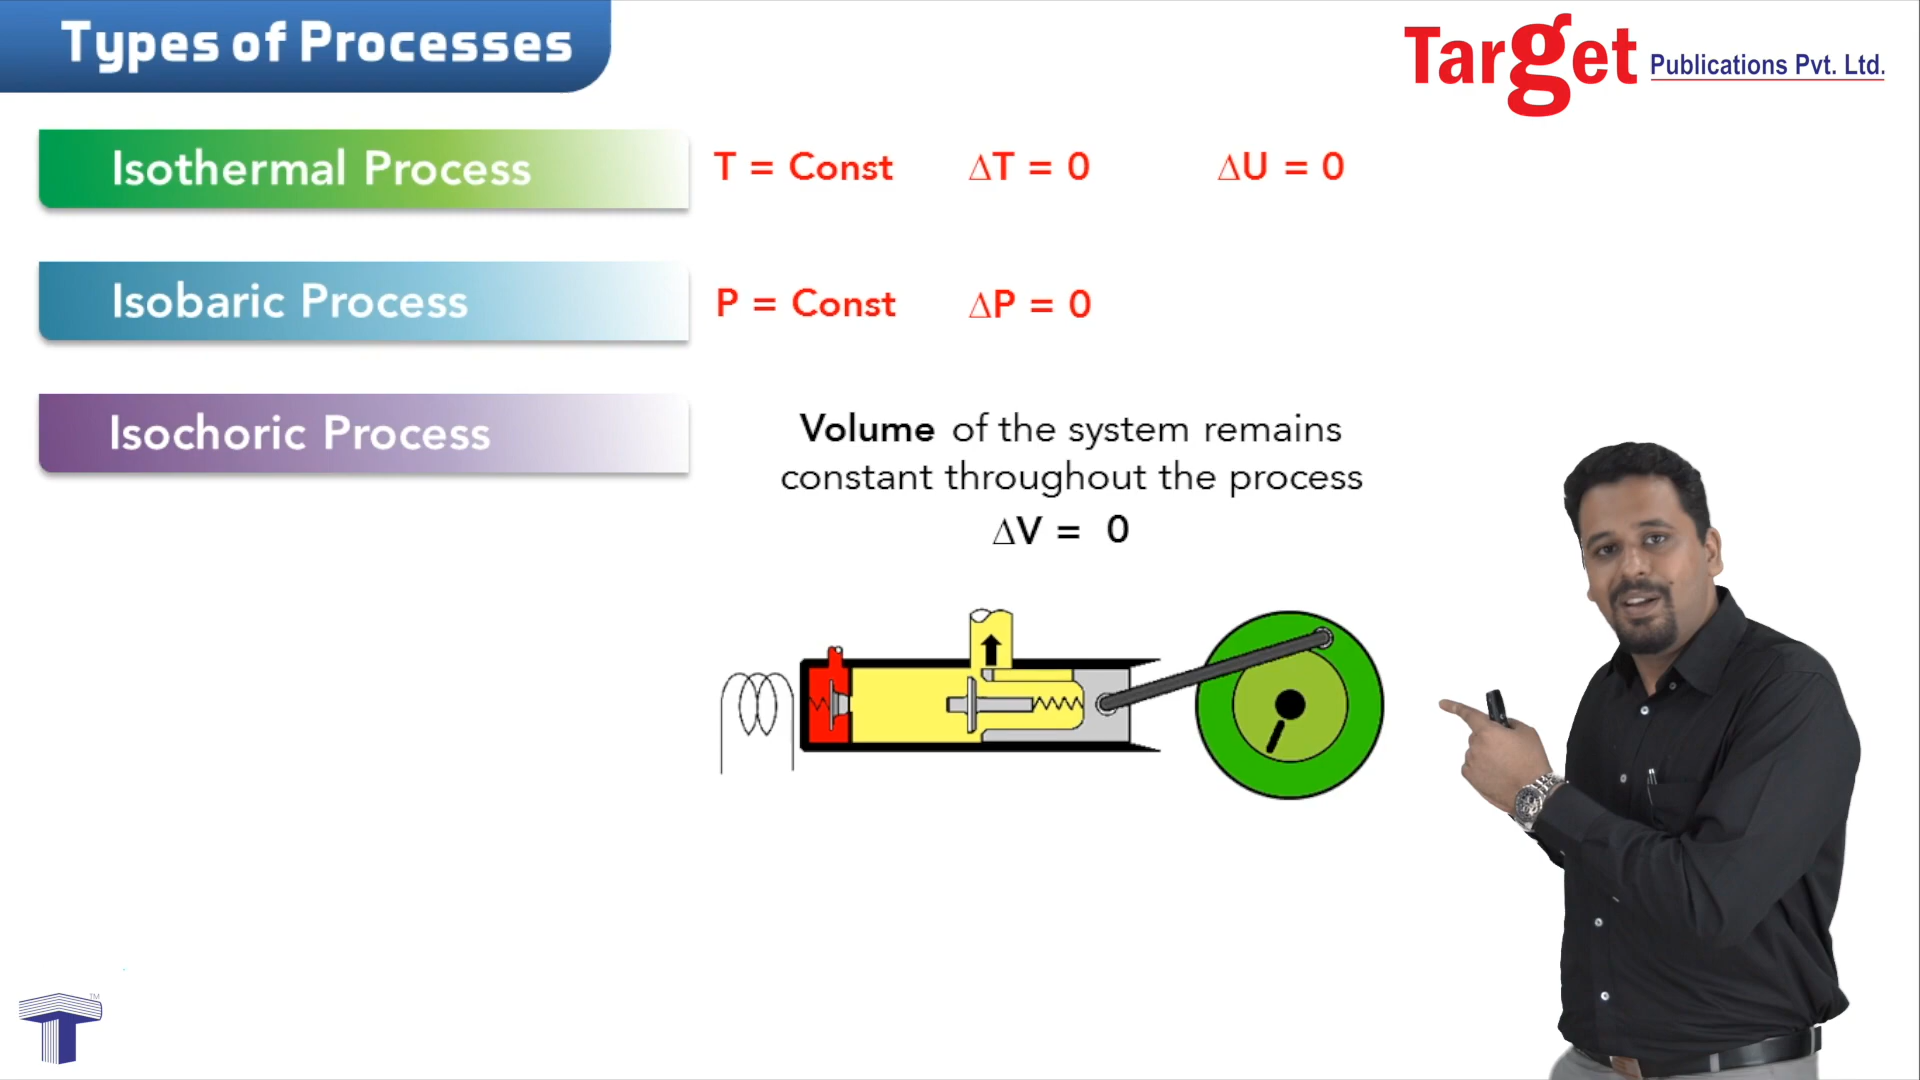 Types of Processes
Target Publications Pvt. Ltd.
Isothermal Process T = Const ΔT = 0 ΔU = 0
Isobaric Process P = Const ΔP = 0
Isochoric Process
Volume of the system remains
constant throughout the process
ΔV = 0
TM